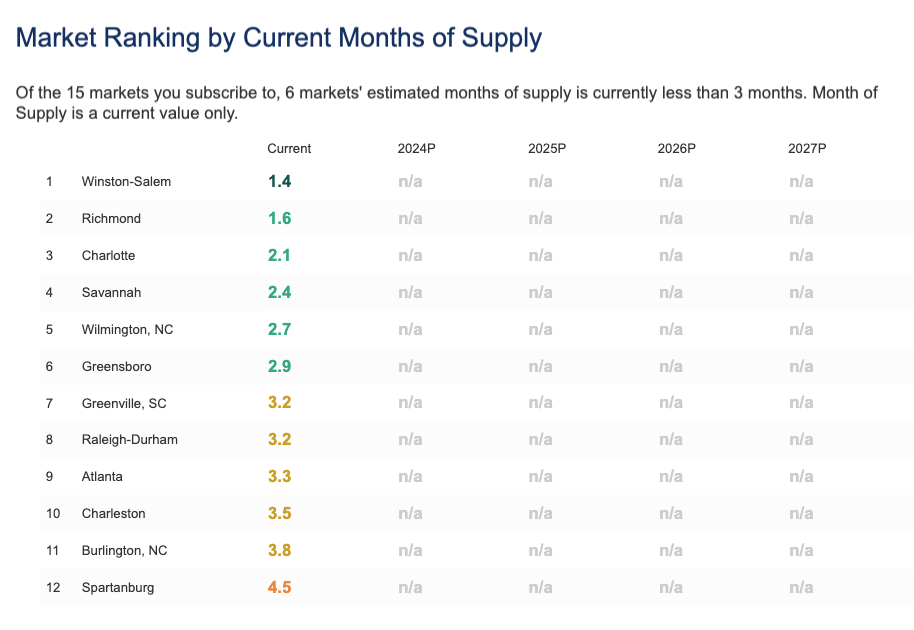 Market Ranking by Current Months of Supply
Of the 15 markets you subscribe to, 6 markets' estimated months of supply is currently less than 3 months. Month of
Supply is a current value only.
Current 2024P 2025P 2026P 2027P
1 Winston-Salem 1.4 n/a n/a n/a n/a
2 Richmond 1.6 n/a n/a n/a n/a
3 Charlotte 2.1 n/a n/a n/a n/a
4 Savannah 2.4 n/a n/a n/a n/a
5 Wilmington, NC 2.7 n/a n/a n/a n/a
6 Greensboro 2.9 n/a n/a n/a n/a
7 Greenville, SC 3.2 n/a n/a n/a n/a
8 Raleigh-Durham 3.2 n/a n/a n/a n/a
9 Atlanta 3.3 n/a n/a n/a n/a
10 Charleston 3.5 n/a n/a n/a n/a
11 Burlington, NC 3.8 n/a n/a n/a n/a
12 Spartanburg 4.5 n/a n/a n/a n/a